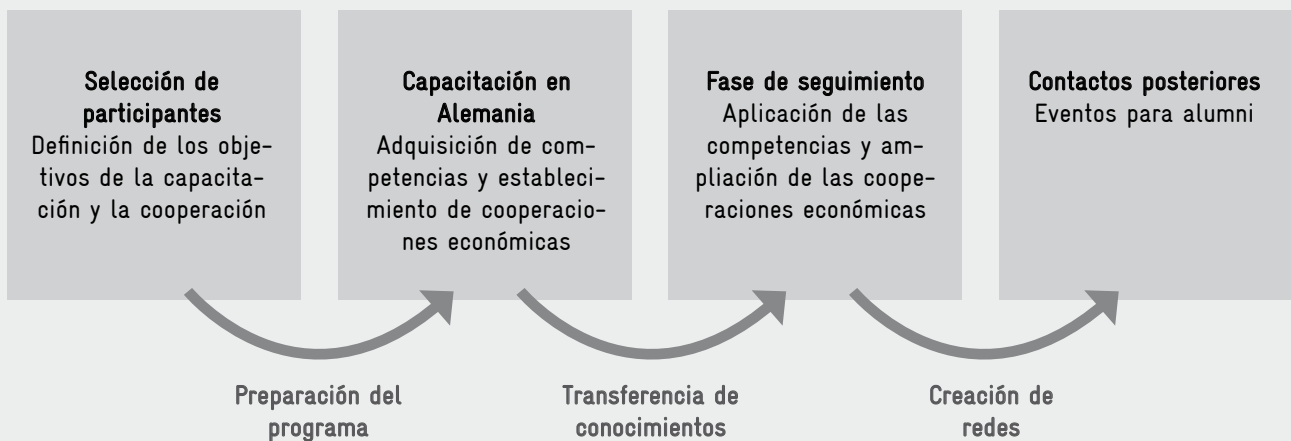 Selección de
participantes
Definición de los obje-
tivos de la capacita-
ción y la cooperación
Capacitación en
Alemania
Adquisición de com-
petencias y estableci-
miento de cooperacio-
nes económicas
Fase de seguimiento
Aplicación de las
competencias y am-
pliación de las coope-
raciones económicas
Contactos posteriores
Eventos para alumni
Preparación del
programa
Transferencia de
conocimientos
Creación de
redes